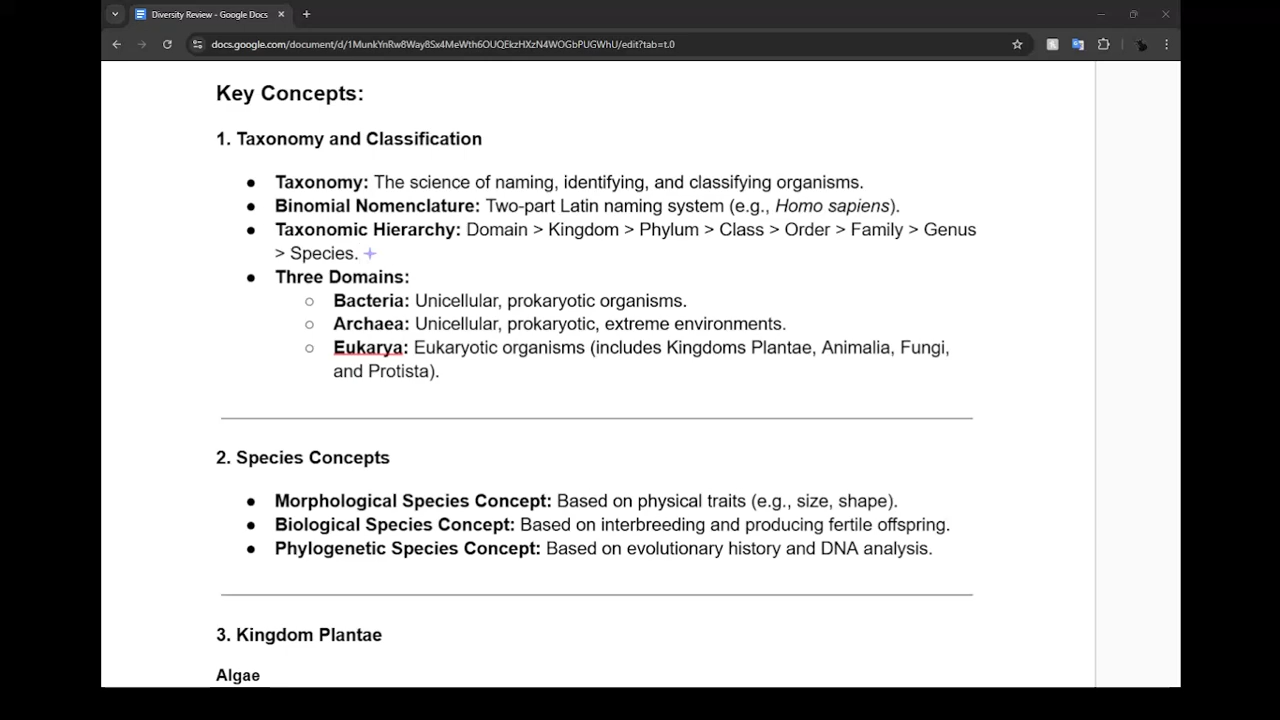 Diversity Review - Google Docs
docs.google.com/document/d/1MunkYnRw8Way8Sx4MeWth6OUQEkzHXzN4WOGbPUGWhU/edit?tab=t.0
Key Concepts:
1. Taxonomy and Classification
● Taxonomy: The science of naming, identifying, and classifying organisms.
● Binomial Nomenclature: Two-part Latin naming system (e.g., Homo sapiens).
● Taxonomic Hierarchy: Domain > Kingdom > Phylum > Class > Order > Family > Genus
> Species.
● Three Domains:
○ Bacteria: Unicellular, prokaryotic organisms.
○ Archaea: Unicellular, prokaryotic, extreme environments.
○ Eukarya: Eukaryotic organisms (includes Kingdoms Plantae, Animalia, Fungi,
and Protista).
2. Species Concepts
● Morphological Species Concept: Based on physical traits (e.g., size, shape).
● Biological Species Concept: Based on interbreeding and producing fertile offspring.
● Phylogenetic Species Concept: Based on evolutionary history and DNA analysis.
3. Kingdom Plantae
Algae